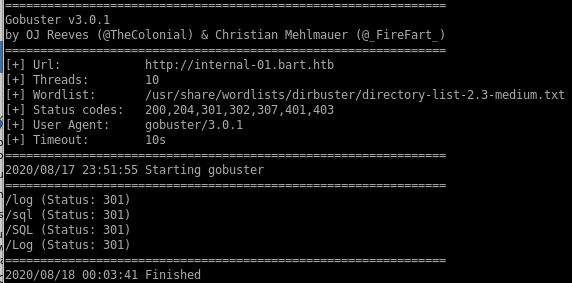 ===============================================================
Gobuster v3.0.1
by OJ Reeves (@TheColonial) & Christian Mehlmauer (@_FireFart_)
===============================================================
[+] Url:            http://internal-01.bart.htb
[+] Threads:        10
[+] Wordlist:       /usr/share/wordlists/dirbuster/directory-list-2.3-medium.txt
[+] Status codes:   200,204,301,302,307,401,403
[+] User Agent:     gobuster/3.0.1
[+] Timeout:        10s
===============================================================
2020/08/17 23:51:55 Starting gobuster
===============================================================
/log (Status: 301)
/sql (Status: 301)
/SQL (Status: 301)
/Log (Status: 301)
===============================================================
2020/08/18 00:03:41 Finished